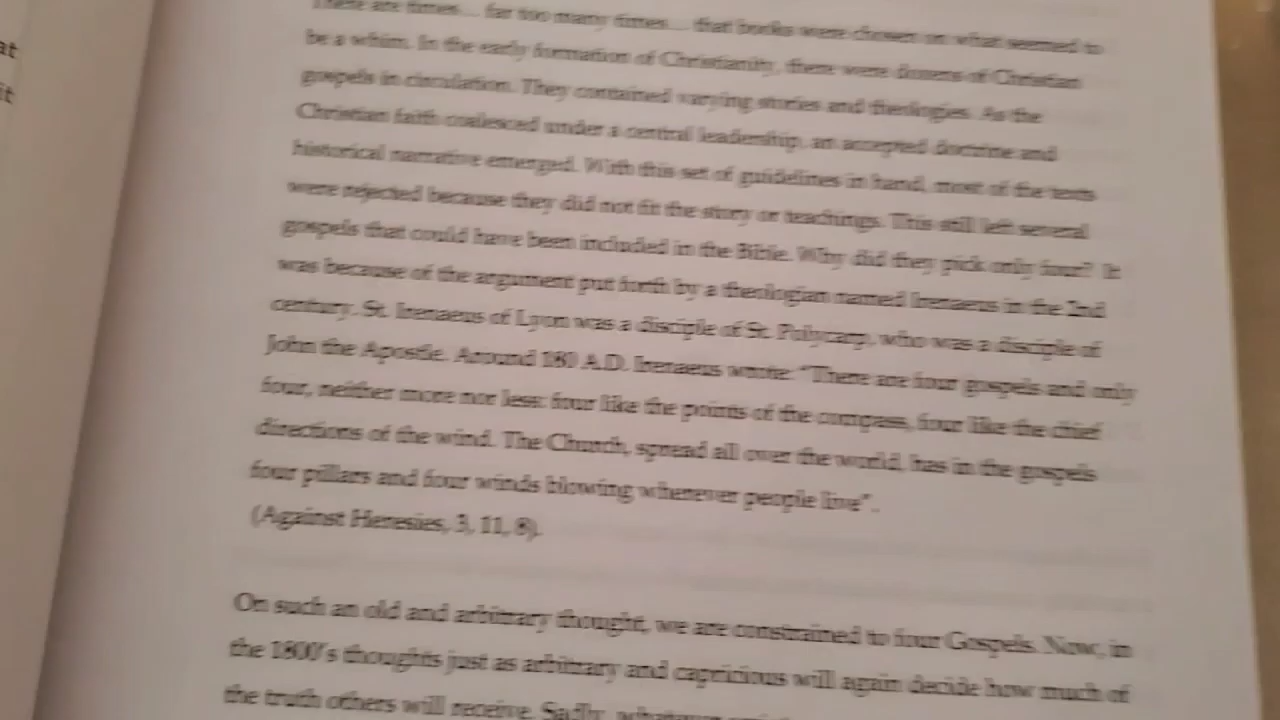 at
it
There are times... far too many times... that books were chosen on what seemed to
be a whim. In the early formation of Christianity, there were dozens of Christian
gospels in circulation. They contained varying stories and theologies. As the
Christian faith coalesced under a central leadership, an accepted doctrine and
historical narrative emerged. With this set of guidelines in hand, most of the texts
were rejected because they did not fit the story or teachings. This still left several
gospels that could have been included in the Bible. Why did they pick only four? It
was because of the argument put forth by a theologian named Irenaeus in the 2nd
century. St. Irenaeus of Lyon was a disciple of St. Polycarp, who was a disciple of
John the Apostle. Around 180 A.D. Irenaeus wrote: "There are four gospels and only
four, neither more nor less: four like the points of the compass, four like the chief
directions of the wind. The Church, spread all over the world, has in the gospels
four pillars and four winds blowing wherever people live".
(Against Heresies, 3, 11, 8).
On such an old and arbitrary thought, we are constrained to four Gospels. Now, in
the 1800's thoughts just as arbitrary and capricious will again decide how much of
the truth others will receive. Sadly, whatever